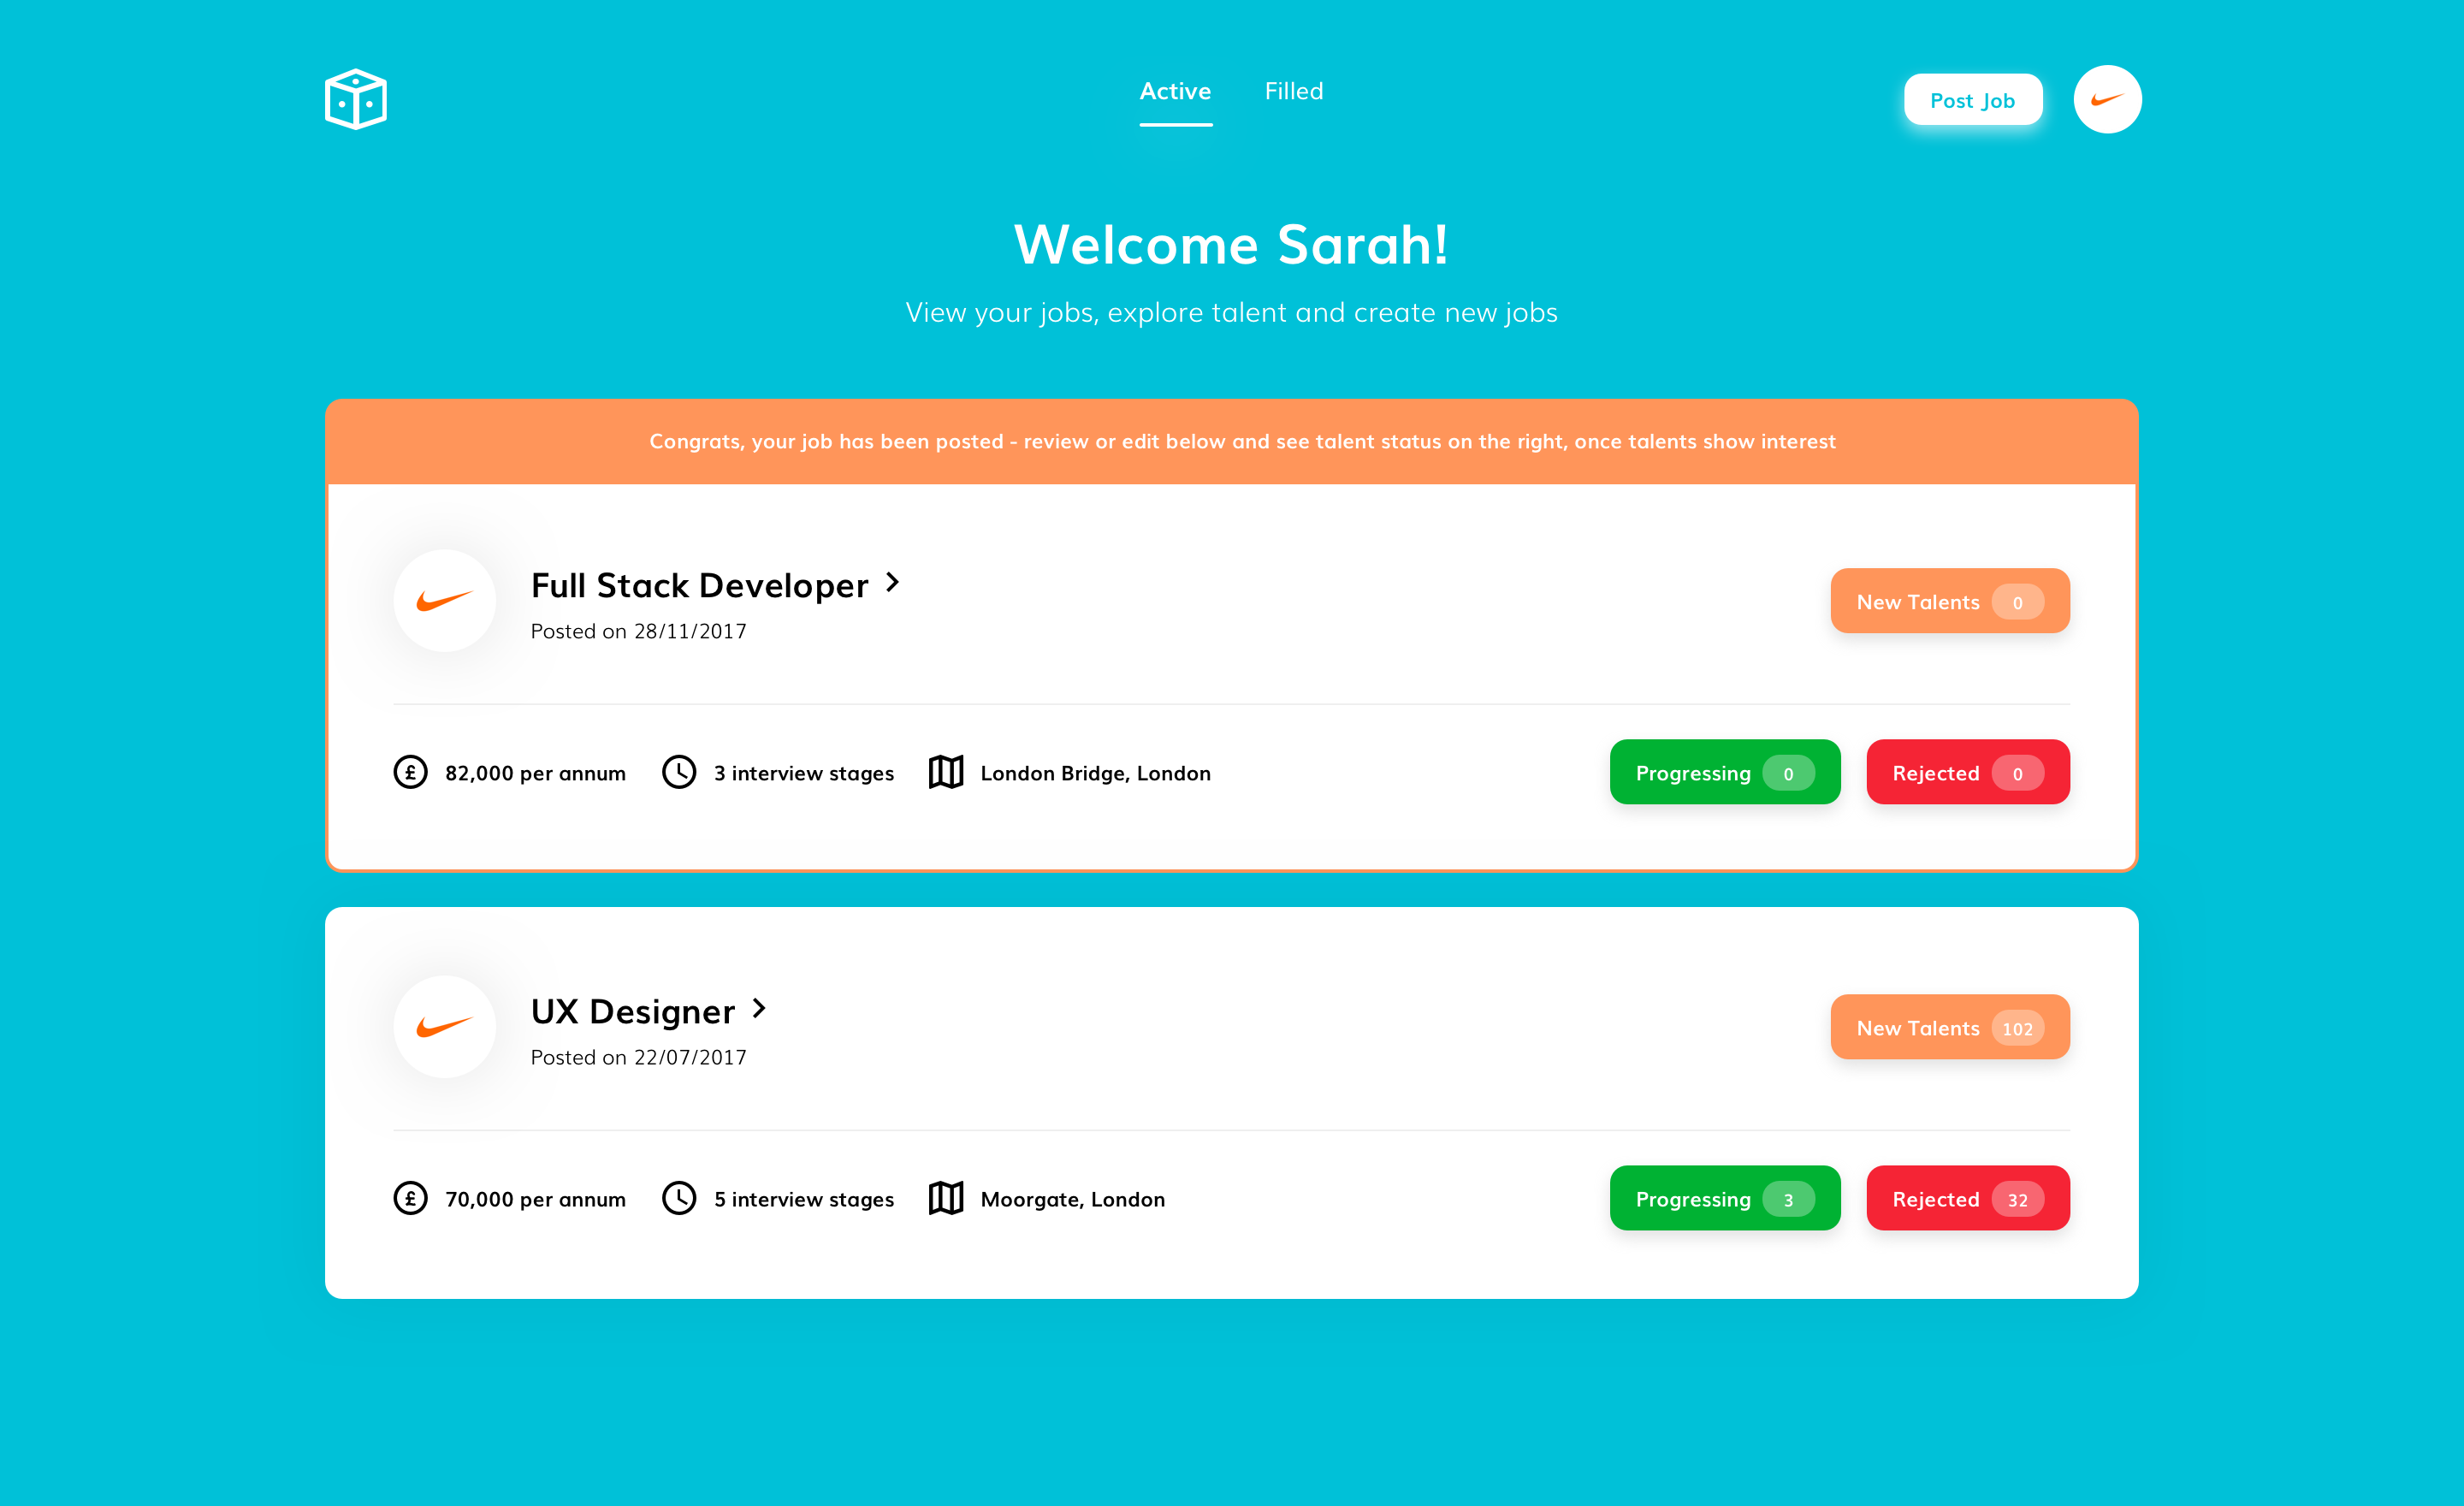 Active Filled Post Job
Welcome Sarah!
View your jobs, explore talent and create new jobs
Congrats, your job has been posted - review or edit below and see talent status on the right, once talents show interest
Full Stack Developer
Posted on 28/11/2017
New Talents 0
£ 82,000 per annum 3 interview stages London Bridge, London
Progressing 0 Rejected 0
UX Designer
Posted on 22/07/2017
New Talents 102
£ 70,000 per annum 5 interview stages Moorgate, London
Progressing 3 Rejected 32